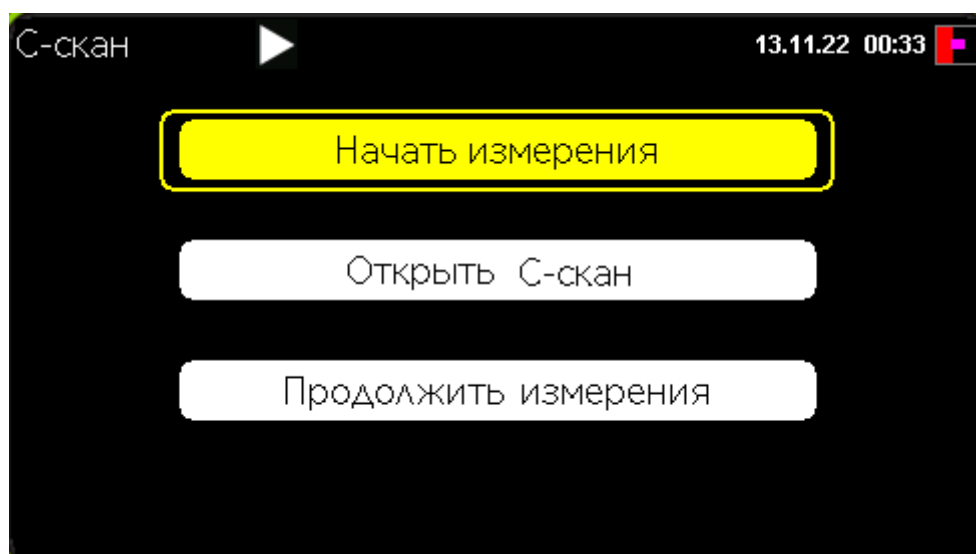 С-скан
13.11.22 00:33
Начать измерения
Открыть С-скан
Продолжить измерения